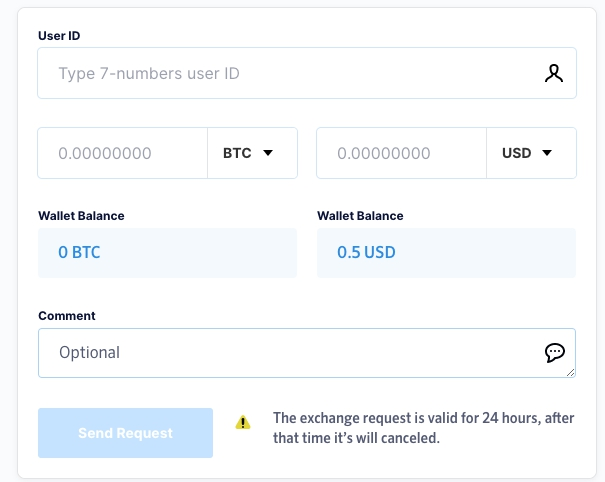 User ID
Type 7-numbers user ID
0.00000000 BTC 0.00000000 USD
Wallet Balance Wallet Balance
0 BTC 0.5 USD
Comment
Optional
Send Request
The exchange request is valid for 24 hours, after
that time it's will canceled.